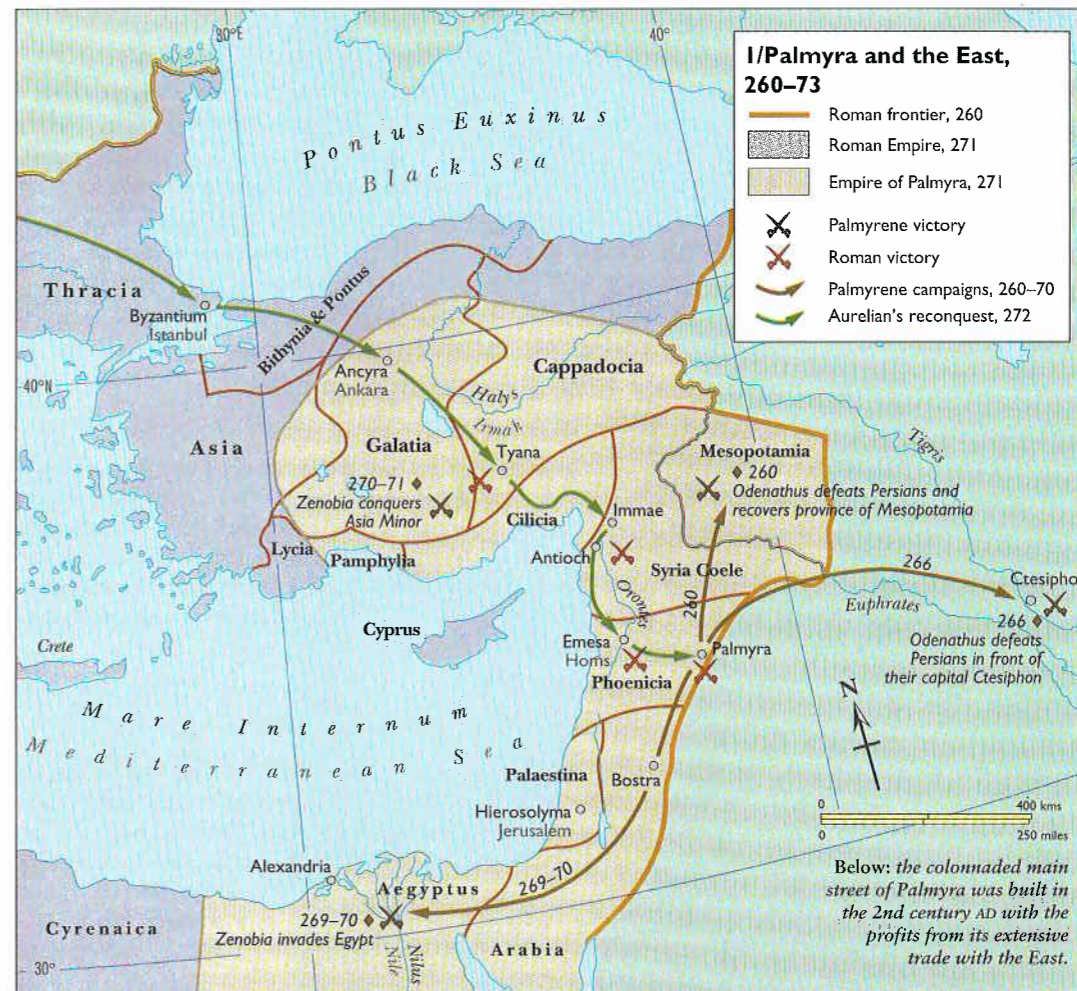 30°E
40°
1/Palmyra and the East,
260–73
Roman frontier, 260
Roman Empire, 271
Empire of Palmyra, 271
Palmyrene victory
Roman victory
Palmyrene campaigns, 260–70
Aurelian's reconquest, 272
Pontus Euxinus
Black Sea
Thracia
Byzantium
Istanbul
Bithynia & Pontus
Ancyra
Ankara
Cappadocia
40°N
Halys
Irmak
Asia
Galatia
Tyana
Tigris
Mesopotamia
260
Odenathus defeats Persians and
recovers province of Mesopotamia
270–71
Zenobia conquers
Asia Minor
Cilicia
Immae
Lycia
Pamphylia
Antioch
Syria Coele
266
Ctesipho
Orontes
260
Euphrates
Cyprus
266
Odenathus defeats
Persians in front of
their capital Ctesiphon
Emesa
Homs
Palmyra
Crete
Phoenicia
N
Mare Internum
Mediterranean Sea
Palaestina
Bostra
Hierosolyma
Jerusalem
0
400 kms
0
250 miles
Alexandria
Aegyptus
269–70
269–70
Zenobia invades Egypt
Cyrenaica
Nile
Nilus
Arabia
30°
Below: the colonnaded main
street of Palmyra was built in
the 2nd century AD with the
profits from its extensive
trade with the East.